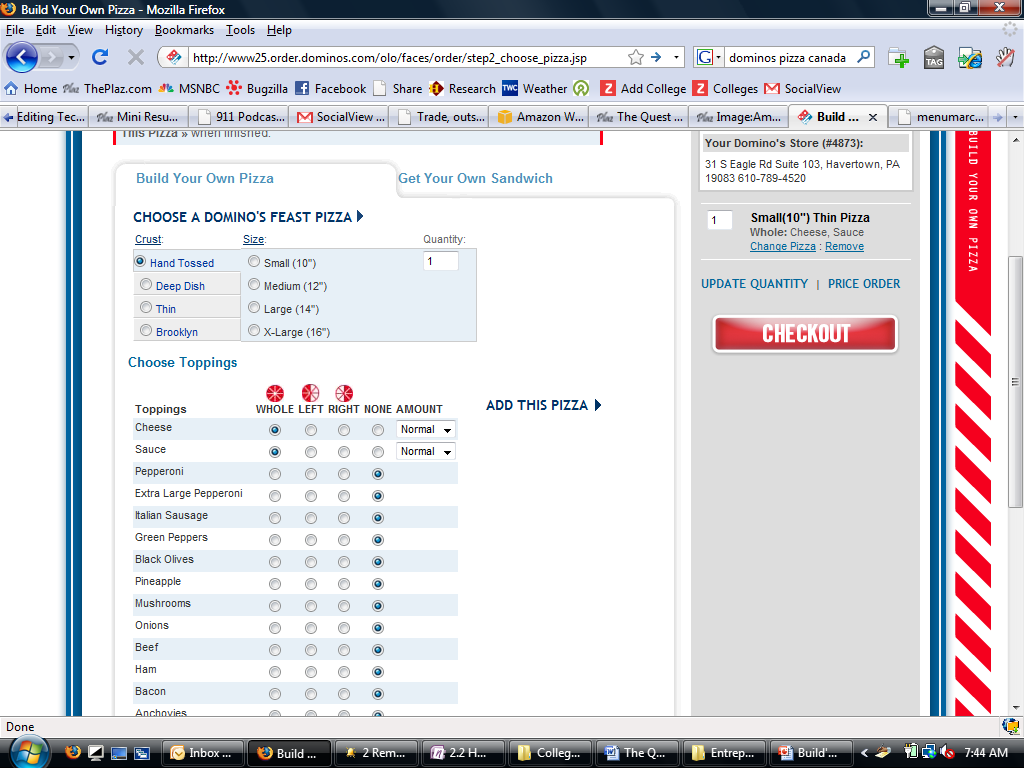 Build Your Own Pizza - Mozilla Firefox
File Edit View History Bookmarks Tools Help
http://www25.order.dominos.com/olo/faces/order/step2_choose_pizza.jsp
G dominos pizza canada
TAG
Home Plaz ThePlaz.com MSNBC Bugzilla Facebook Share Research TWC Weather Z Add College Z Colleges SocialView
Editing Tec... Plaz Mini Resu... 911 Podcas... SocialView ... Trade, outs... Amazon W... Plaz The Quest ... Plaz Image:Am... Build ... menumarc...
This Pizza » when finished.
Build Your Own Pizza
Get Your Own Sandwich
CHOOSE A DOMINO'S FEAST PIZZA
Crust: Size: Quantity:
Hand Tossed Small (10") 1
Deep Dish Medium (12")
Thin Large (14")
Brooklyn X-Large (16")
Choose Toppings
Toppings WHOLE LEFT RIGHT NONE AMOUNT
Cheese Normal
Sauce Normal
Pepperoni
Extra Large Pepperoni
Italian Sausage
Green Peppers
Black Olives
Pineapple
Mushrooms
Onions
Beef
Ham
Bacon
Anchovies
ADD THIS PIZZA
Your Domino's Store (#4873):
31 S Eagle Rd Suite 103, Havertown, PA
19083 610-789-4520
1 Small(10") Thin Pizza
Whole: Cheese, Sauce
Change Pizza : Remove
UPDATE QUANTITY | PRICE ORDER
CHECKOUT
BUILD YOUR OWN PIZZA
Done
Inbox ... Build ... 2 Rem... 2.2 H... Colleg... The Q... Entrep... Build'... 7:44 AM